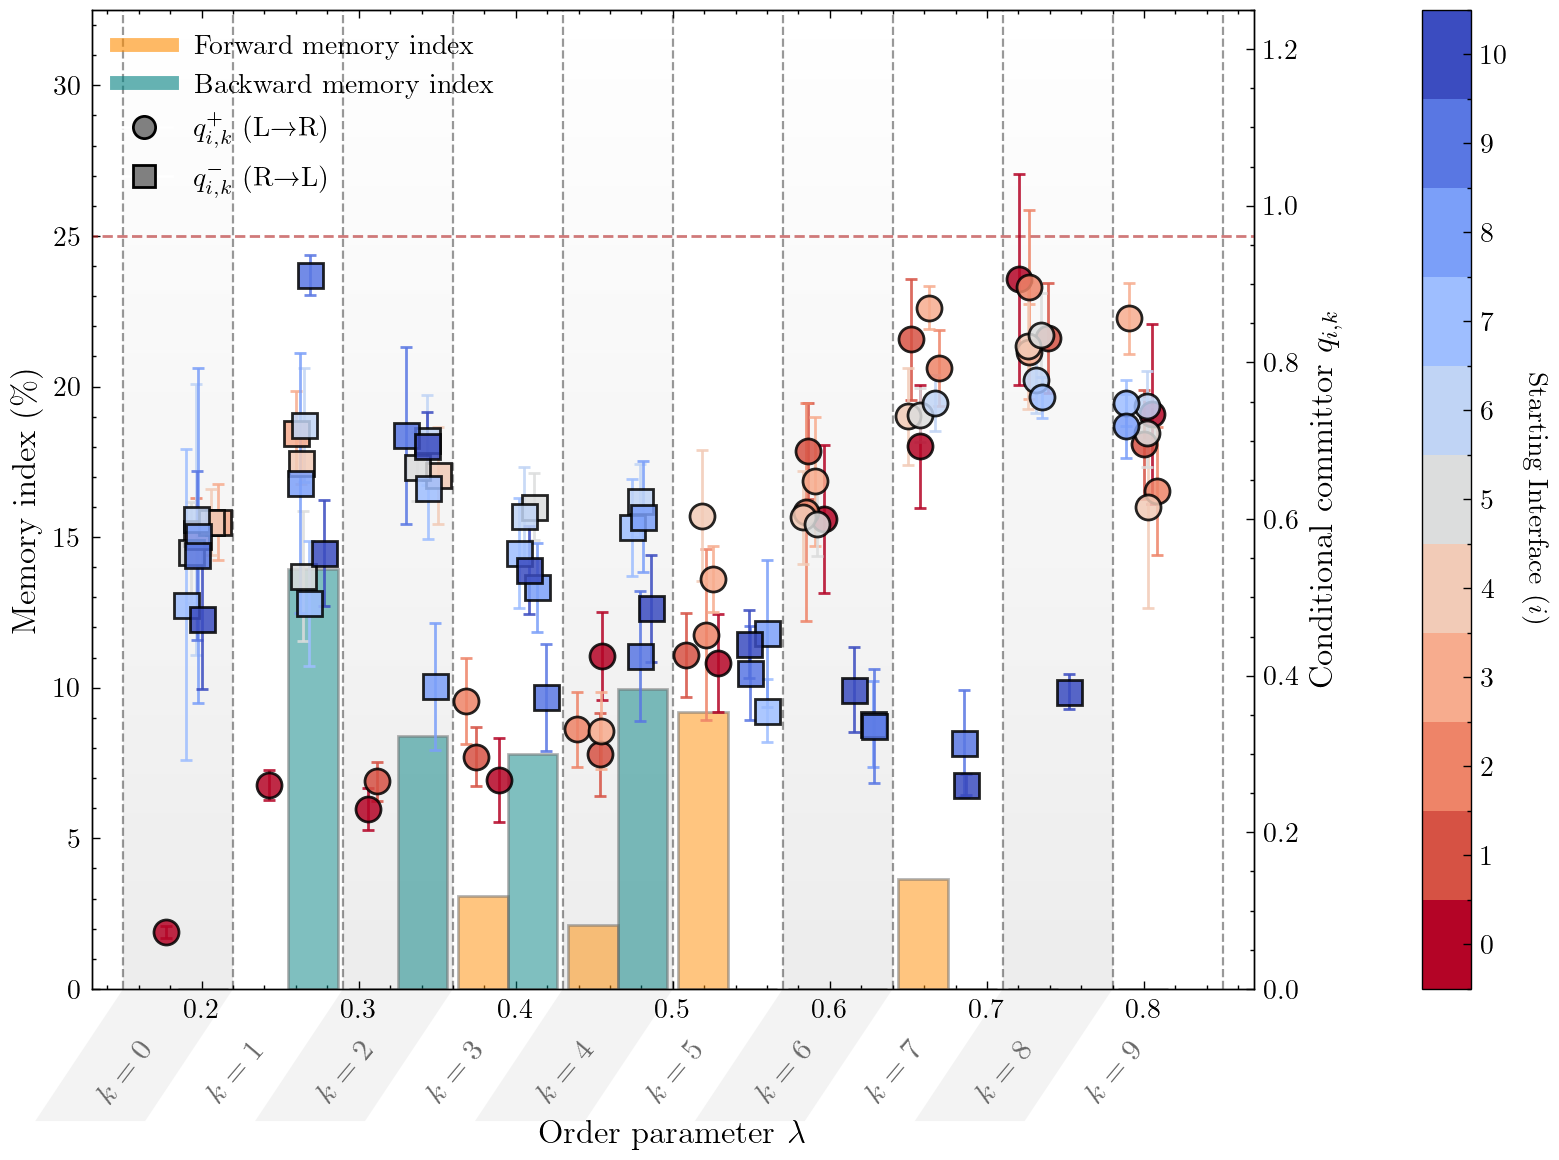 Forward memory index
Backward memory index
q⁺ᵢ,ₖ (L→R)
q⁻ᵢ,ₖ (R→L)
Memory index (%)
30
25
20
15
10
5
0
0.2
0.3
0.4
0.5
0.6
0.7
0.8
k = 0
k = 1
k = 2
k = 3
k = 4
k = 5
k = 6
k = 7
k = 8
k = 9
Order parameter λ
1.2
1.0
0.8
0.6
0.4
0.2
0.0
Conditional committor qᵢ,ₖ
10
9
8
7
6
5
4
3
2
1
0
Starting Interface (i)